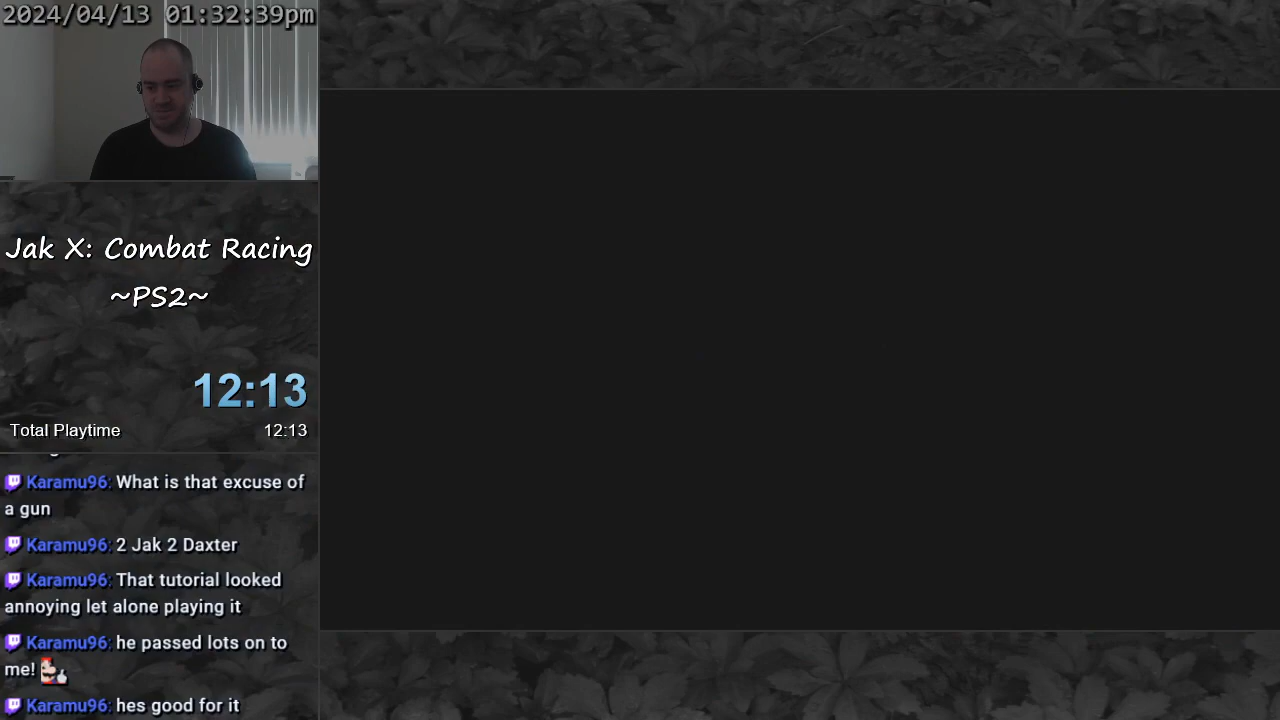 2024/04/13 01:32:39pm
Jak X: Combat Racing
~PS2~
12:13
Total Playtime 12:13
Karamu96: What is that excuse of
a gun
Karamu96: 2 Jak 2 Daxter
Karamu96: That tutorial looked
annoying let alone playing it
Karamu96: he passed lots on to
me!
Karamu96: hes good for it